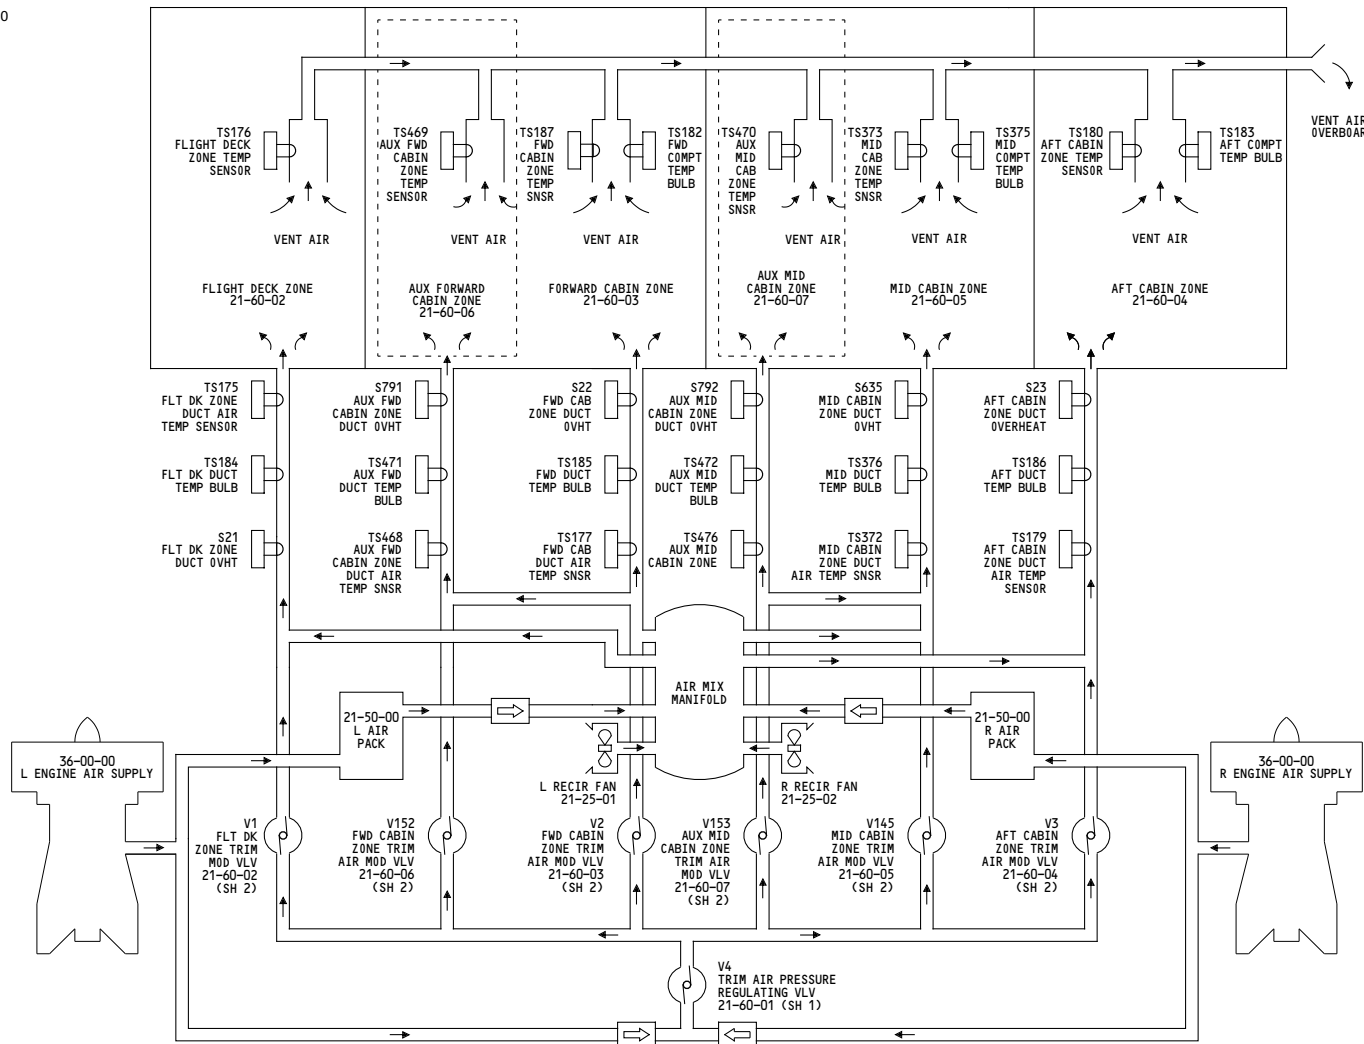 0
VENT AIR
OVERBOAR
TS176
FLIGHT DECK
ZONE TEMP
SENSOR
TS469
AUX FWD
CABIN
ZONE
TEMP
SENSOR
TS187
FWD
CABIN
ZONE
TEMP
SNSR
TS182
FWD
COMPT
TEMP
BULB
TS470
AUX
MID
CAB
ZONE
TEMP
SNSR
TS373
MID
CAB
ZONE
TEMP
SNSR
TS375
MID
COMPT
TEMP
BULB
TS180
AFT CABIN
ZONE TEMP
SENSOR
TS183
AFT COMPT
TEMP BULB
VENT AIR
VENT AIR
VENT AIR
VENT AIR
VENT AIR
VENT AIR
FLIGHT DECK ZONE
21-60-02
AUX FORWARD
CABIN ZONE
21-60-06
FORWARD CABIN ZONE
21-60-03
AUX MID
CABIN ZONE
21-60-07
MID CABIN ZONE
21-60-05
AFT CABIN ZONE
21-60-04
TS175
FLT DK ZONE
DUCT AIR
TEMP SENSOR
S791
AUX FWD
CABIN ZONE
DUCT OVHT
S22
FWD CAB
ZONE DUCT
OVHT
S792
AUX MID
CABIN ZONE
DUCT OVHT
S635
MID CABIN
ZONE DUCT
OVHT
S23
AFT CABIN
ZONE DUCT
OVERHEAT
TS184
FLT DK DUCT
TEMP BULB
TS471
AUX FWD
DUCT TEMP
BULB
TS185
FWD DUCT
TEMP BULB
TS472
AUX MID
DUCT TEMP
BULB
TS376
MID DUCT
TEMP BULB
TS186
AFT DUCT
TEMP BULB
S21
FLT DK ZONE
DUCT OVHT
TS468
AUX FWD
CABIN ZONE
DUCT AIR
TEMP SNSR
TS177
FWD CAB
DUCT AIR
TEMP SNSR
TS476
AUX MID
CABIN ZONE
TS372
MID CABIN
ZONE DUCT
AIR TEMP SNSR
TS179
AFT CABIN
ZONE DUCT
AIR TEMP
SENSOR
AIR MIX
MANIFOLD
21-50-00
L AIR
PACK
21-50-00
R AIR
PACK
36-00-00
L ENGINE AIR SUPPLY
36-00-00
R ENGINE AIR SUPPLY
L RECIR FAN
21-25-01
R RECIR FAN
21-25-02
V1
FLT DK
ZONE TRIM
MOD VLV
21-60-02
(SH 2)
V152
FWD CABIN
ZONE TRIM
AIR MOD VLV
21-60-06
(SH 2)
V2
FWD CABIN
ZONE TRIM
AIR MOD VLV
21-60-03
(SH 2)
V153
AUX MID
CABIN ZONE
TRIM AIR
MOD VLV
21-60-07
(SH 2)
V145
MID CABIN
ZONE TRIM
AIR MOD VLV
21-60-05
(SH 2)
V3
AFT CABIN
ZONE TRIM
AIR MOD VLV
21-60-04
(SH 2)
V4
TRIM AIR PRESSURE
REGULATING VLV
21-60-01 (SH 1)